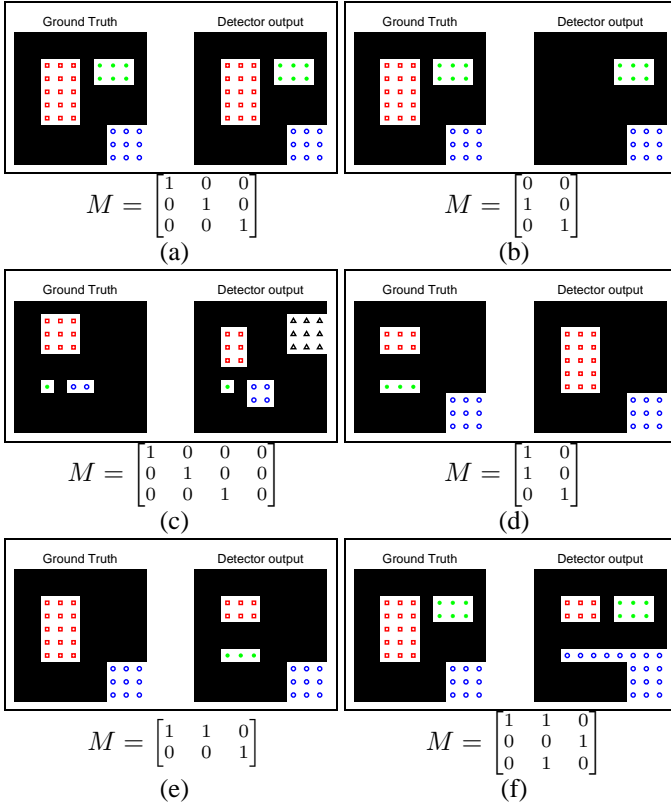 Ground Truth Detector output Ground Truth Detector output
M = [1 0 0
0 1 0
0 0 1]
M = [0 0
1 0
0 1]
(a) (b)
Ground Truth Detector output Ground Truth Detector output
M = [1 0 0 0
0 1 0 0
0 0 1 0]
M = [1 0
1 0
0 1]
(c) (d)
Ground Truth Detector output Ground Truth Detector output
M = [1 1 0
0 0 1]
M = [1 1 0
0 0 1
0 1 0]
(e) (f)